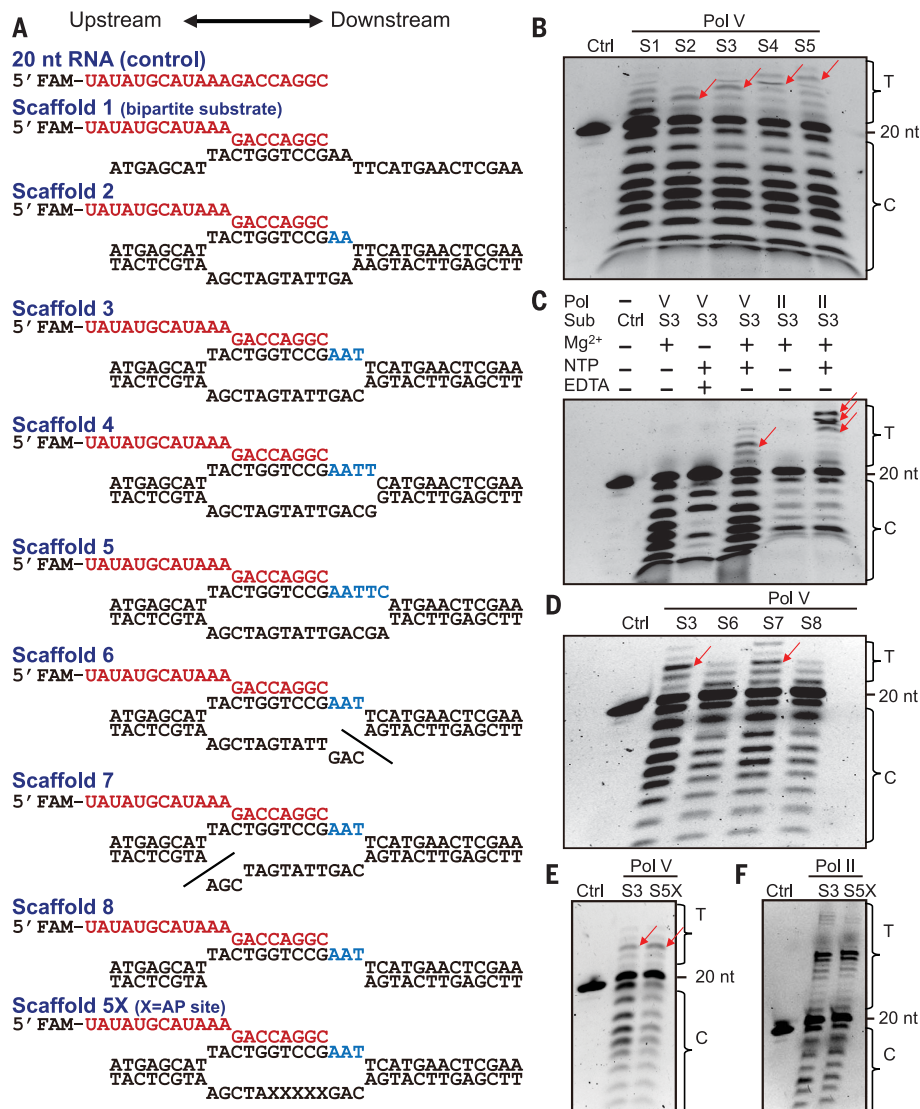 A
Upstream Downstream
20 nt RNA (control)
5′FAM-UAUAUGCAUAAAGACCAGGC
Scaffold 1 (bipartite substrate)
5′FAM-UAUAUGCAUAAA
GACCAGGC
TACTGGTCCGAA
ATGAGCAT TTCATGAACTCGAA
Scaffold 2
5′FAM-UAUAUGCAUAAA
GACCAGGC
TACTGGTCCGAA
ATGAGCAT TTCATGAACTCGAA
TACTCGTA AAGTACTTGAGCTT
AGCTAGTATTGA
Scaffold 3
5′FAM-UAUAUGCAUAAA
GACCAGGC
TACTGGTCCGAAT
ATGAGCAT TCATGAACTCGAA
TACTCGTA AGTACTTGAGCTT
AGCTAGTATTGAC
Scaffold 4
5′FAM-UAUAUGCAUAAA
GACCAGGC
TACTGGTCCGAATT
ATGAGCAT CATGAACTCGAA
TACTCGTA GTACTTGAGCTT
AGCTAGTATTGACG
Scaffold 5
5′FAM-UAUAUGCAUAAA
GACCAGGC
TACTGGTCCGAATTC
ATGAGCAT ATGAACTCGAA
TACTCGTA TACTTGAGCTT
AGCTAGTATTGACGA
Scaffold 6
5′FAM-UAUAUGCAUAAA
GACCAGGC
TACTGGTCCGAAT
ATGAGCAT TCATGAACTCGAA
TACTCGTA AGTACTTGAGCTT
AGCTAGTATT
GAC
Scaffold 7
5′FAM-UAUAUGCAUAAA
GACCAGGC
TACTGGTCCGAAT
ATGAGCAT TCATGAACTCGAA
TACTCGTA AGTACTTGAGCTT
TAGTATTGAC
AGC
Scaffold 8
5′FAM-UAUAUGCAUAAA
GACCAGGC
TACTGGTCCGAAT
ATGAGCAT TCATGAACTCGAA
TACTCGTA AGTACTTGAGCTT
Scaffold 5X (X=AP site)
5′FAM-UAUAUGCAUAAA
GACCAGGC
TACTGGTCCGAAT
ATGAGCAT TCATGAACTCGAA
TACTCGTA AGTACTTGAGCTT
AGCTAXXXXXGAC
B
Pol V
Ctrl S1 S2 S3 S4 S5
T
20 nt
C
C
Pol – V V V II II
Sub Ctrl S3 S3 S3 S3 S3
Mg2+ – + – + + +
NTP – – + + – +
EDTA – – + – – –
T
20 nt
C
D
Pol V
Ctrl S3 S6 S7 S8
T
20 nt
C
E
Pol V
Ctrl S3 S5X
T
20 nt
C
F
Pol II
Ctrl S3 S5X
T
20 nt
C